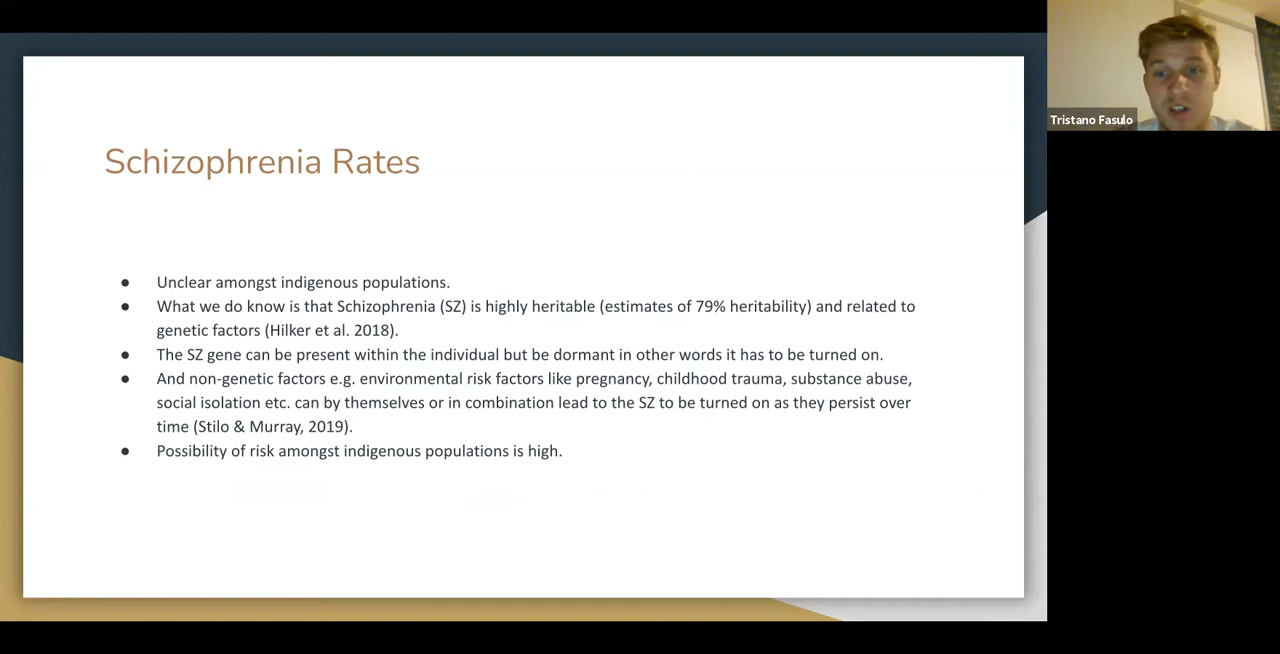 Schizophrenia Rates
● Unclear amongst indigenous populations.
● What we do know is that Schizophrenia (SZ) is highly heritable (estimates of 79% heritability) and related to
genetic factors (Hilker et al. 2018).
● The SZ gene can be present within the individual but be dormant in other words it has to be turned on.
● And non-genetic factors e.g. environmental risk factors like pregnancy, childhood trauma, substance abuse,
social isolation etc. can by themselves or in combination lead to the SZ to be turned on as they persist over
time (Stilo & Murray, 2019).
● Possibility of risk amongst indigenous populations is high.
Tristano Fasulo